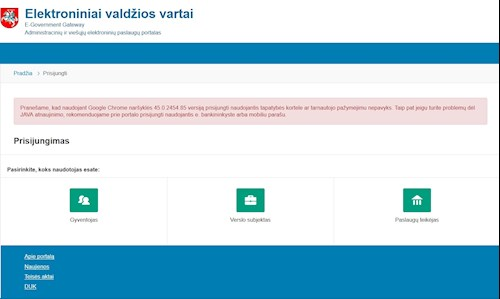 Elektroniniai valdžios vartai
E-Government Gateway
Administracinių ir viešųjų elektroninių paslaugų portalas
Pradžia > Prisijungti
Pranešame, kad naudojant Google Chrome naršyklės 45.0.2454.85 versiją prisijungti naudojantis tapatybės kortele ar tarnautojo pažymėjimu nepavyks. Taip pat jeigu turite problemų dėl
JAVA atnaujinimo, rekomenduojame prie portalo prisijungti naudojantis e. bankininkyste arba mobiliu parašu.
Prisijungimas
Pasirinkite, koks naudotojas esate:
Gyventojas
Verslo subjektas
Paslaugų teikėjas
Apie portalą
Naujienos
Teisės aktai
DUK